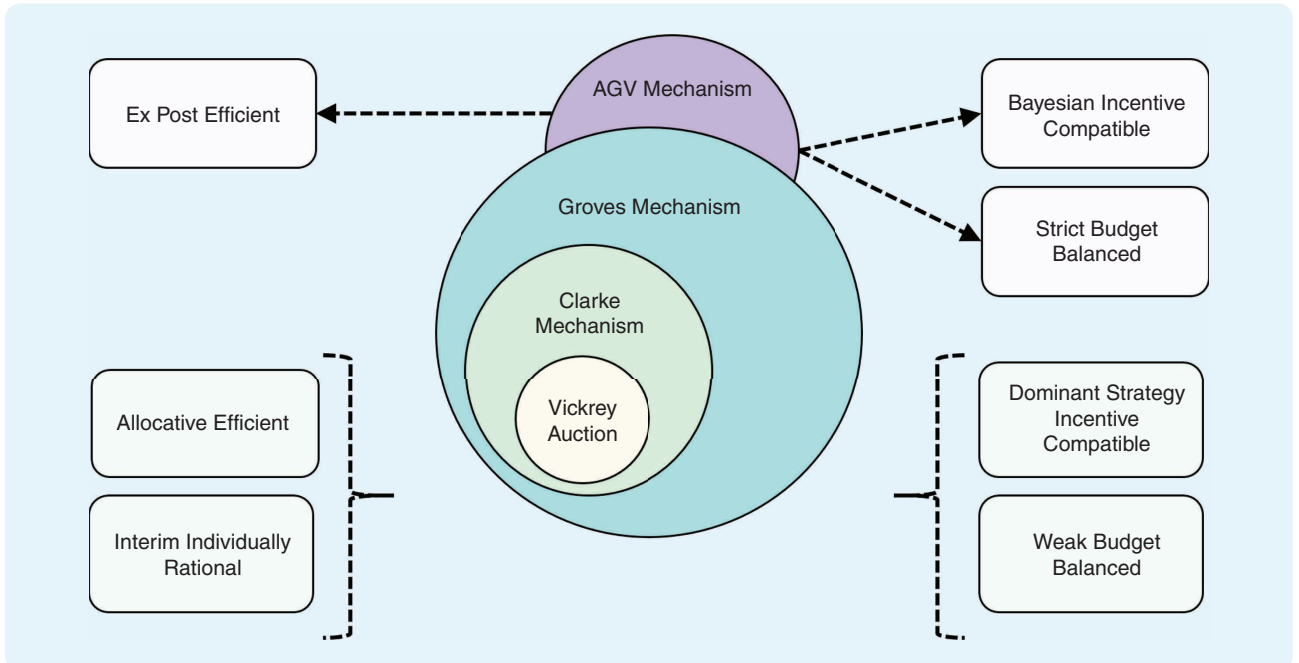 AGV Mechanism
Ex Post Efficient
Bayesian Incentive
Compatible
Groves Mechanism
Strict Budget
Balanced
Clarke
Mechanism
Allocative Efficient
Vickrey
Auction
Dominant Strategy
Incentive
Compatible
Interim Individually
Rational
Weak Budget
Balanced